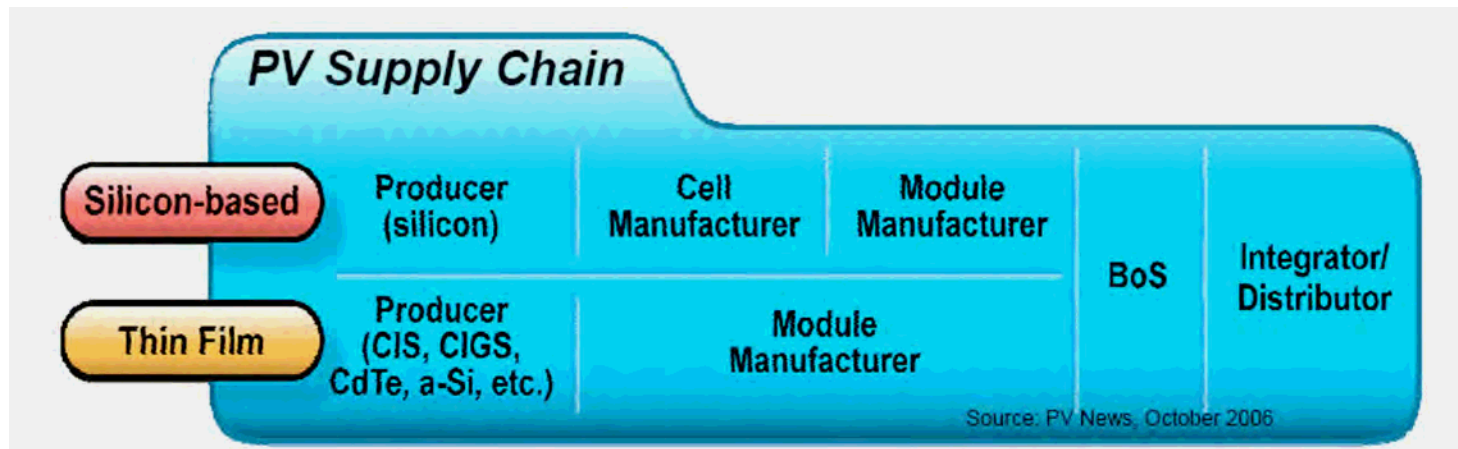 PV Supply Chain
Silicon-based
Producer
(silicon)
Cell
Manufacturer
Module
Manufacturer
Thin Film
Producer
(CIS, CIGS,
CdTe, a-Si, etc.)
Module
Manufacturer
BoS
Integrator/
Distributor
Source: PV News, October 2006